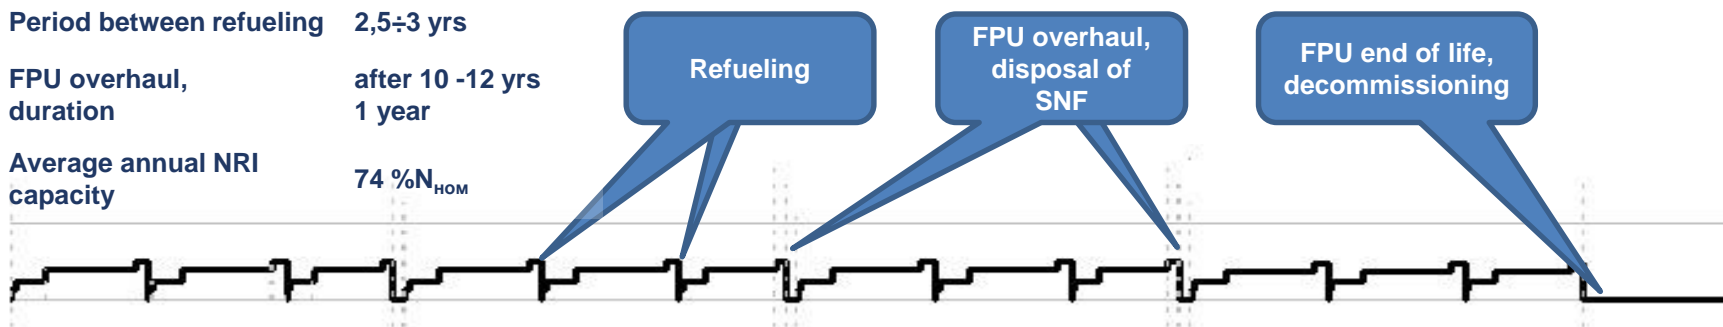 Period between refueling 2,5÷3 yrs
FPU overhaul, after 10 -12 yrs
duration 1 year
Average annual NRI
capacity 74 %Nном
Refueling
FPU overhaul,
disposal of
SNF
FPU end of life,
decommissioning